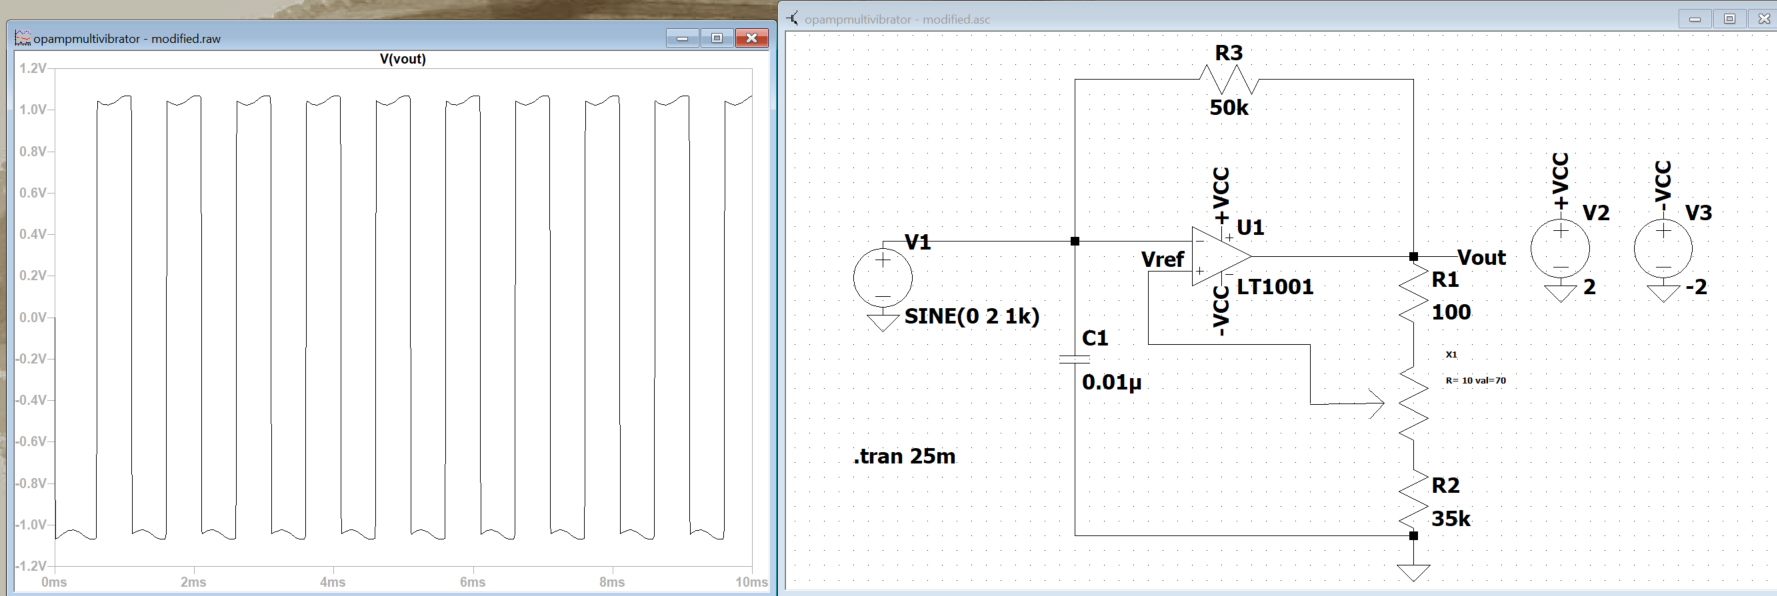 opampmultivibrator - modified.raw
V(vout)
1.2V
1.0V
0.8V
0.6V
0.4V
0.2V
0.0V
-0.2V
-0.4V
-0.6V
-0.8V
-1.0V
-1.2V
0ms 2ms 4ms 6ms 8ms 10ms
opampmultivibrator - modified.asc
R3
50k
+VCC
U1
V1
Vref
LT1001
-VCC
SINE(0 2 1k)
C1
0.01µ
.tran 25m
Vout
R1
100
X1
R= 10 val=70
R2
35k
+VCC
V2
2
-VCC
V3
-2